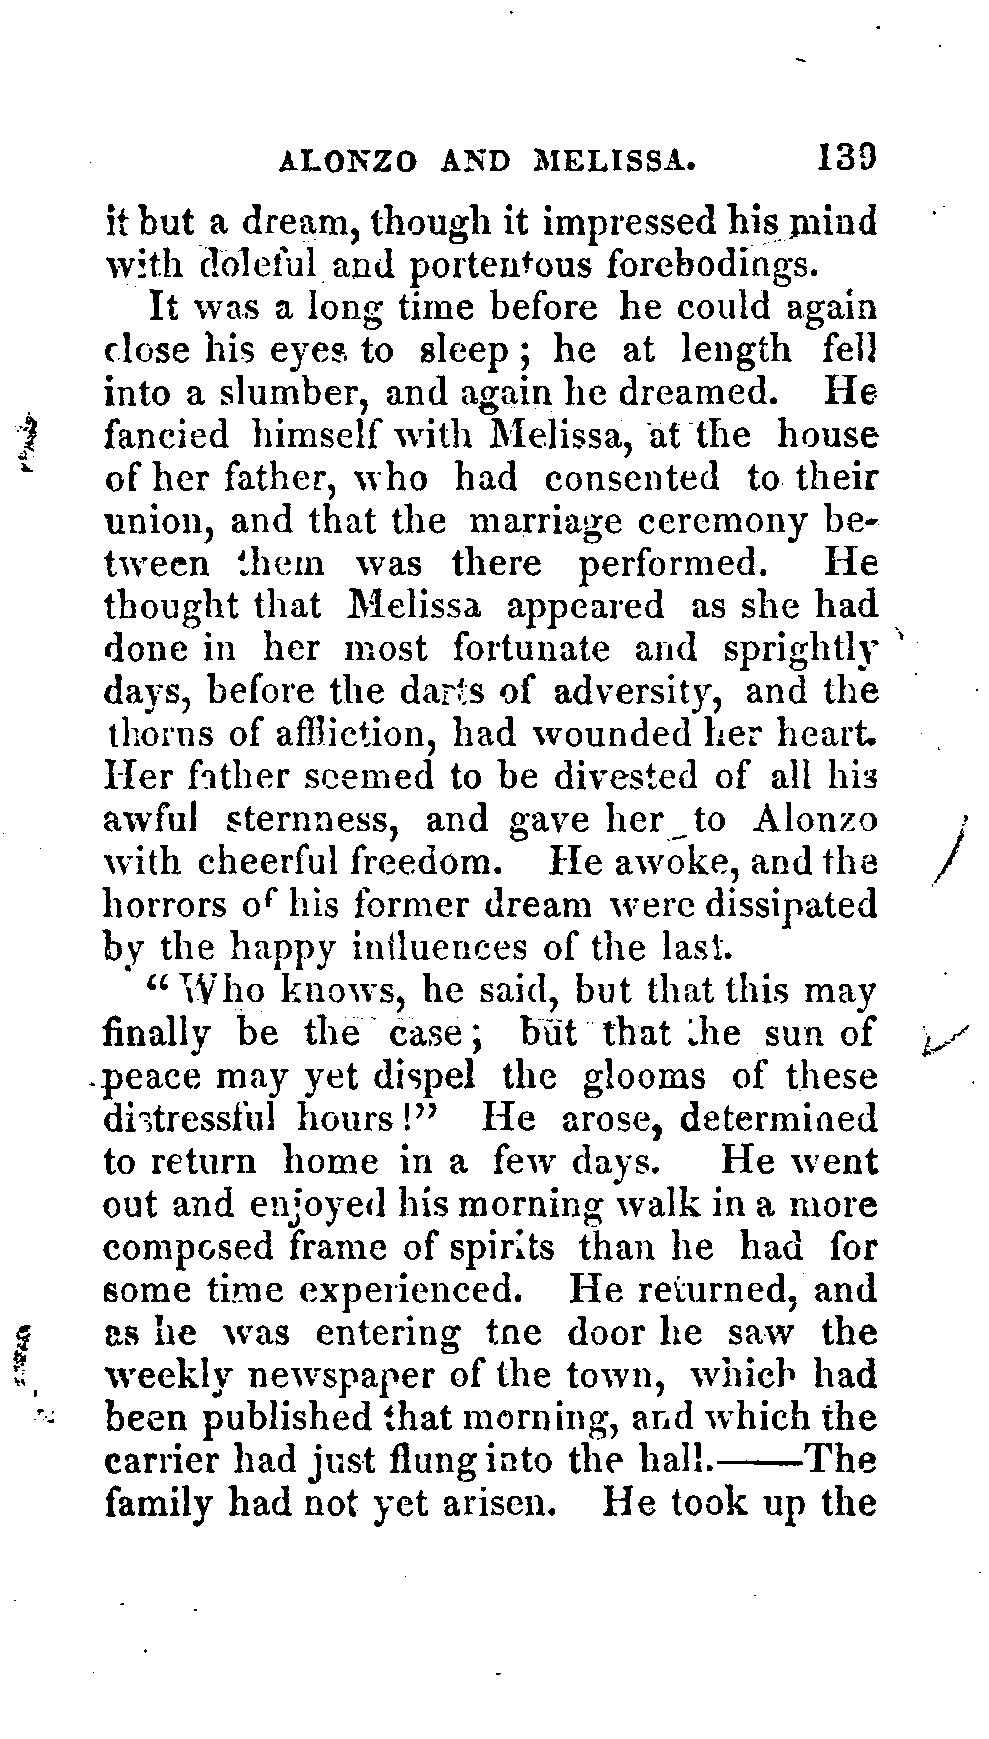 ALONZO AND MELISSA. 139
it but a dream, though it impressed his mind
with doleful and portentous forebodings.
It was a long time before he could again
close his eyes to sleep; he at length fell
into a slumber, and again he dreamed. He
fancied himself with Melissa, at the house
of her father, who had consented to their
union, and that the marriage ceremony be-
tween them was there performed. He
thought that Melissa appeared as she had
done in her most fortunate and sprightly
days, before the darts of adversity, and the
thorns of affliction, had wounded her heart.
Her father seemed to be divested of all his
awful sternness, and gave her to Alonzo
with cheerful freedom. He awoke, and the
horrors of his former dream were dissipated
by the happy influences of the last.
“Who knows, he said, but that this may
finally be the case; but that the sun of
peace may yet dispel the glooms of these
distressful hours!” He arose, determined
to return home in a few days. He went
out and enjoyed his morning walk in a more
composed frame of spirits than he had for
some time experienced. He returned, and
as he was entering the door he saw the
weekly newspaper of the town, which had
been published that morning, and which the
carrier had just flung into the hall.——The
family had not yet arisen. He took up the